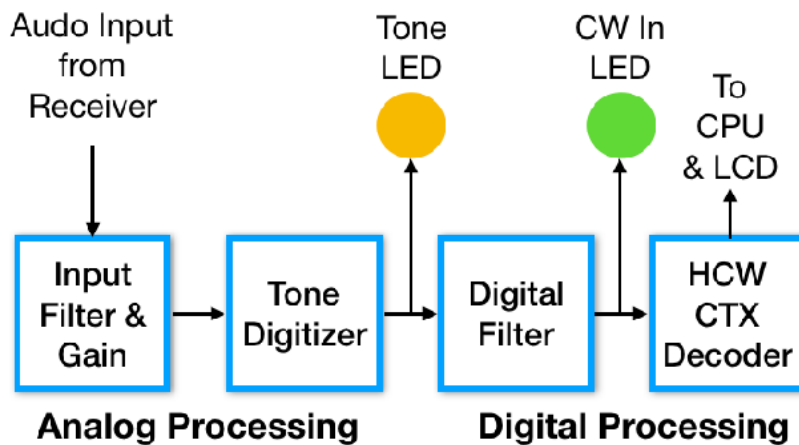 Audo Input
from
Receiver
Tone
LED
CW In
LED
To
CPU
& LCD
Input
Filter &
Gain
Tone
Digitizer
Digital
Filter
HCW
CTX
Decoder
Analog Processing
Digital Processing